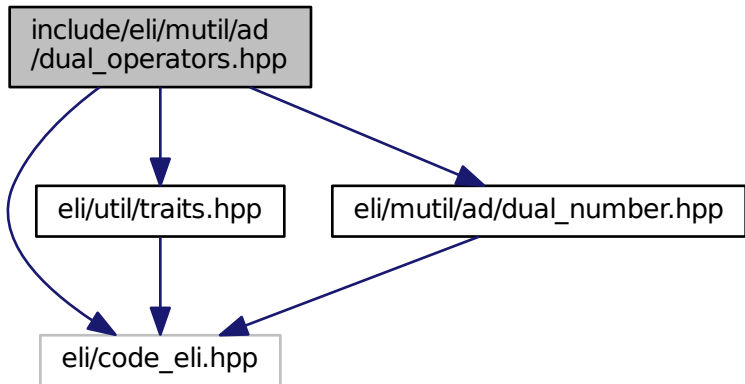 include/eli/mutil/ad
/dual_operators.hpp
eli/util/traits.hpp
eli/mutil/ad/dual_number.hpp
eli/code_eli.hpp